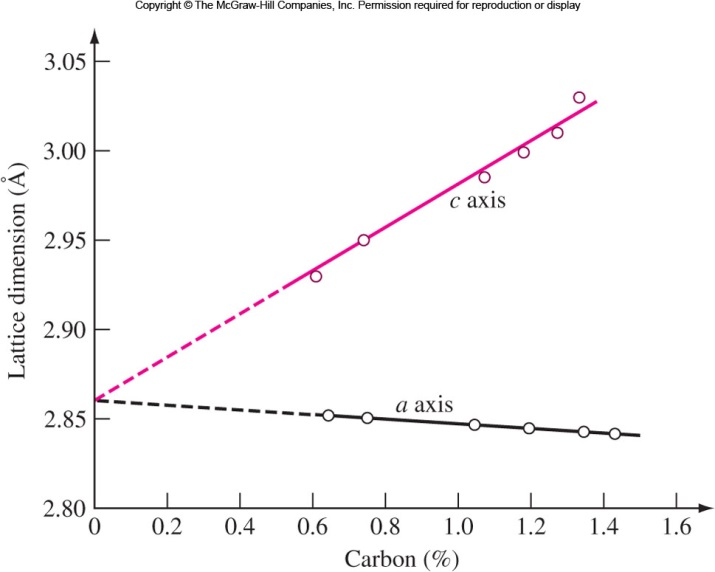 Copyright © The McGraw-Hill Companies, Inc. Permission required for reproduction or display
3.05
3.00
2.95
2.90
2.85
2.80
Lattice dimension (Å)
c axis
a axis
0 0.2 0.4 0.6 0.8 1.0 1.2 1.4 1.6
Carbon (%)